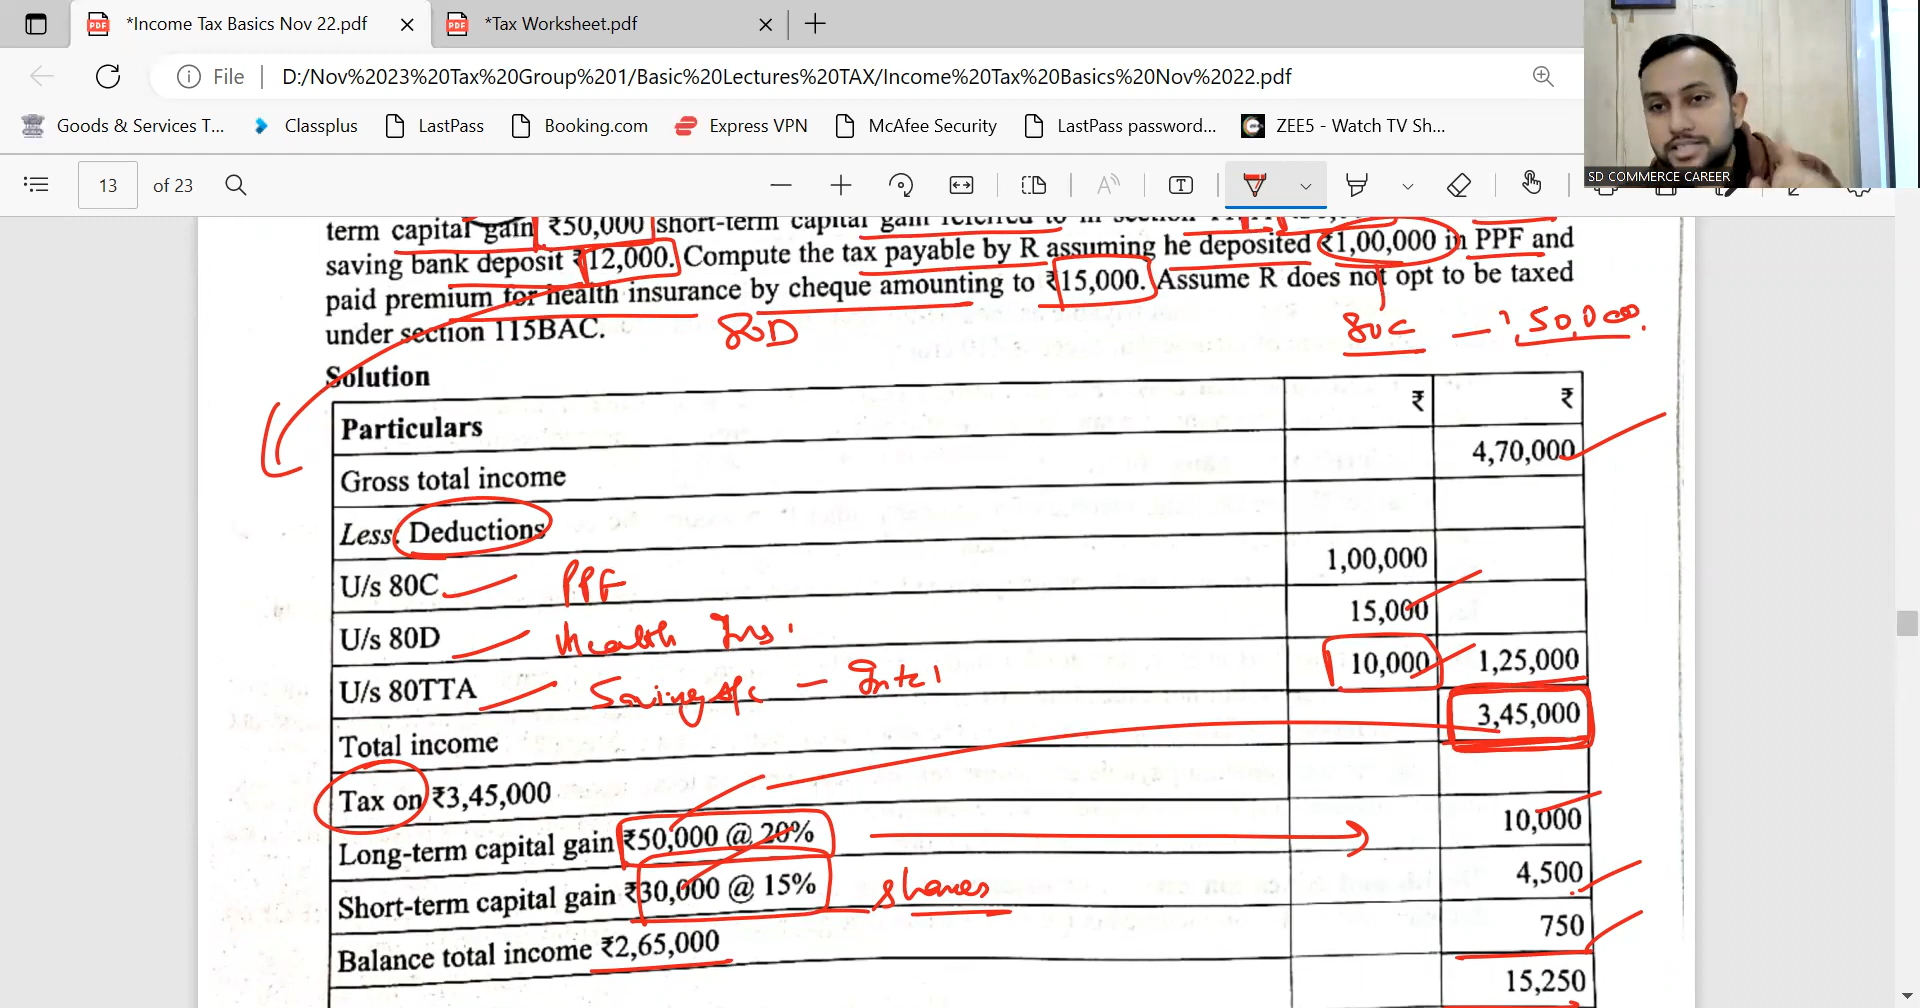 *Income Tax Basics Nov 22.pdf
*Tax Worksheet.pdf
File D:/Nov%2023%20Tax%20Group%201/Basic%20Lectures%20TAX/Income%20Tax%20Basics%20Nov%2022.pdf
Goods & Services T... Classplus LastPass Booking.com Express VPN McAfee Security LastPass password... ZEE5 - Watch TV Sh...
SD COMMERCE CAREER
13 of 23
term capital gain ₹50,000 short-term capital gain referred to in section
saving bank deposit ₹12,000. Compute the tax payable by R assuming he deposited ₹1,00,000 in PPF and
paid premium for health insurance by cheque amounting to ₹15,000. Assume R does not opt to be taxed
under section 115BAC.
80D
80C — 1,50,000
Solution
Particulars ₹ ₹
Gross total income 4,70,000
Less: Deductions
U/s 80C PPF 1,00,000
U/s 80D Health Ins. 15,000
U/s 80TTA Saving A/c — Int 10,000 1,25,000
Total income 3,45,000
Tax on ₹3,45,000
Long-term capital gain ₹50,000 @ 20% 10,000
Short-term capital gain ₹30,000 @ 15% shares 4,500
Balance total income ₹2,65,000 750
15,250